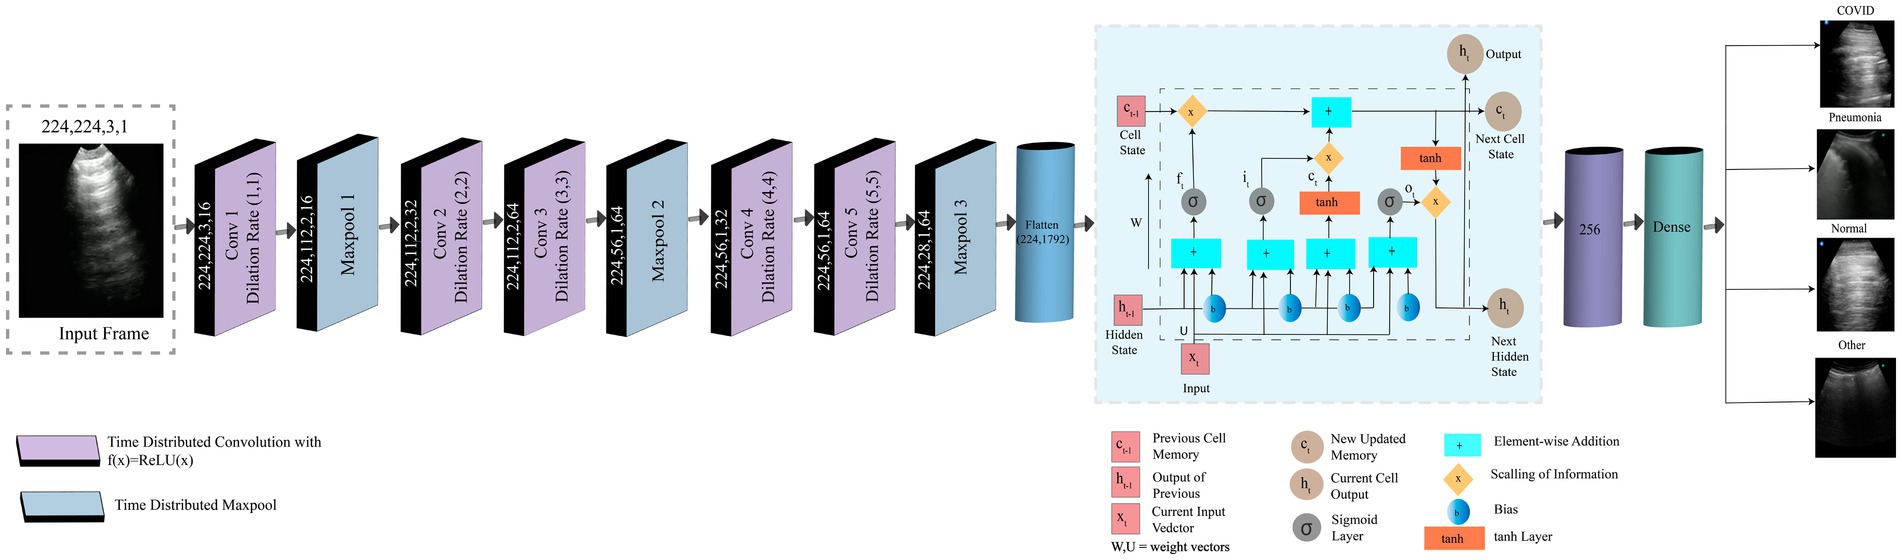 224,224,3,1
Input Frame
224,224,3,16
Conv 1
Dilation Rate (1,1)
224,112,2,16
Maxpool 1
224,112,2,32
Conv 2
Dilation Rate (2,2)
224,112,2,64
Conv 3
Dilation Rate (3,3)
224,56,1,64
Maxpool 2
224,56,1,32
Conv 4
Dilation Rate (4,4)
224,56,1,64
Conv 5
Dilation Rate (5,5)
224,28,1,64
Maxpool 3
Flatten
(224,1792)
h_t
Output
c_t-1
Cell
State
x
+
c_t
Next Cell
State
tanh
x
c_t
f_t
σ
i_t
σ
tanh
σ
o_t
x
W
+
+
+
+
h_t-1
Hidden
State
b
b
b
b
U
x_t
Input
h_t
Next
Hidden
State
256
Dense
COVID
Pneumonia
Normal
Other
Time Distributed Convolution with
f(x)=ReLU(x)
Time Distributed Maxpool
c_t-1
Previous Cell
Memory
h_t-1
Output of
Previous
x_t
Current Input
Vedctor
W,U = weight vectors
c_t
New Updated
Memory
h_t
Current Cell
Output
σ
Sigmoid
Layer
+
Element-wise Addition
x
Scalling of Information
b
Bias
tanh
tanh Layer